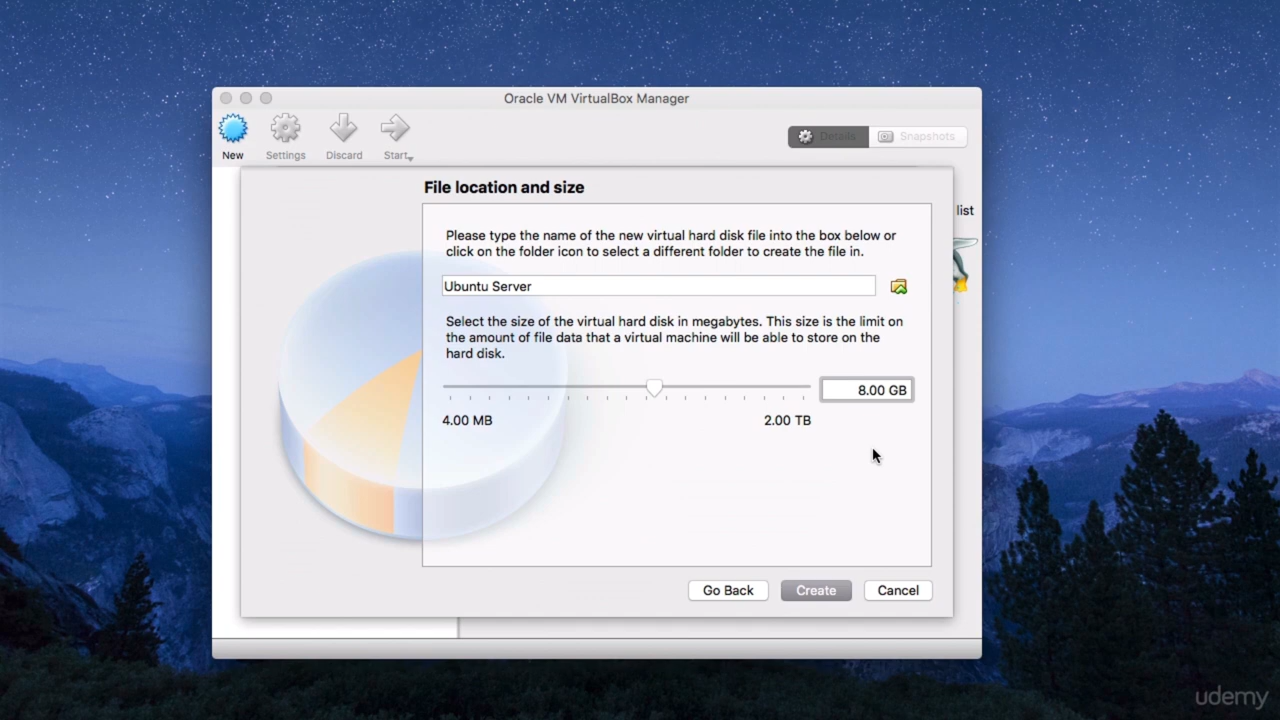 Oracle VM VirtualBox Manager
New
Settings
Discard
Start
Details
Snapshots
list
File location and size
Please type the name of the new virtual hard disk file into the box below or
click on the folder icon to select a different folder to create the file in.
Ubuntu Server
Select the size of the virtual hard disk in megabytes. This size is the limit on
the amount of file data that a virtual machine will be able to store on the
hard disk.
8.00 GB
4.00 MB
2.00 TB
Go Back
Create
Cancel
udemy